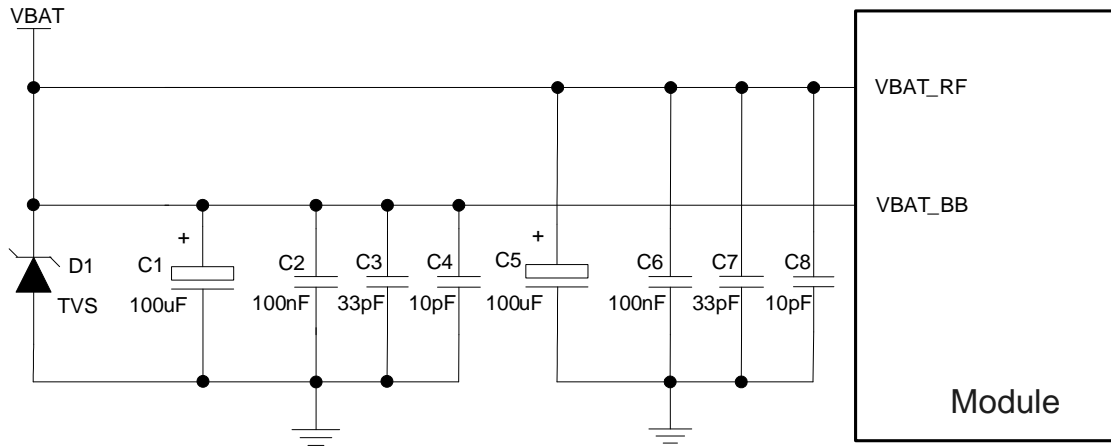 VBAT
VBAT_RF
VBAT_BB
+
+
D1
C1
C2
C3
C4
C5
C6
C7
C8
TVS
100uF
100nF
33pF
10pF
100uF
100nF
33pF
10pF
Module